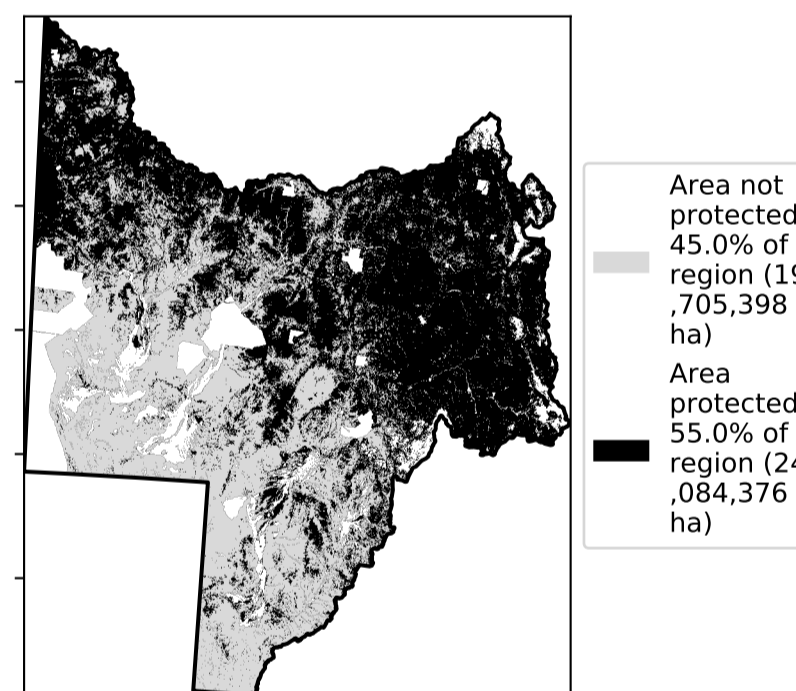 Area not
protected
45.0% of
region (19
,705,398
ha)
Area
protected
55.0% of
region (24
,084,376
ha)